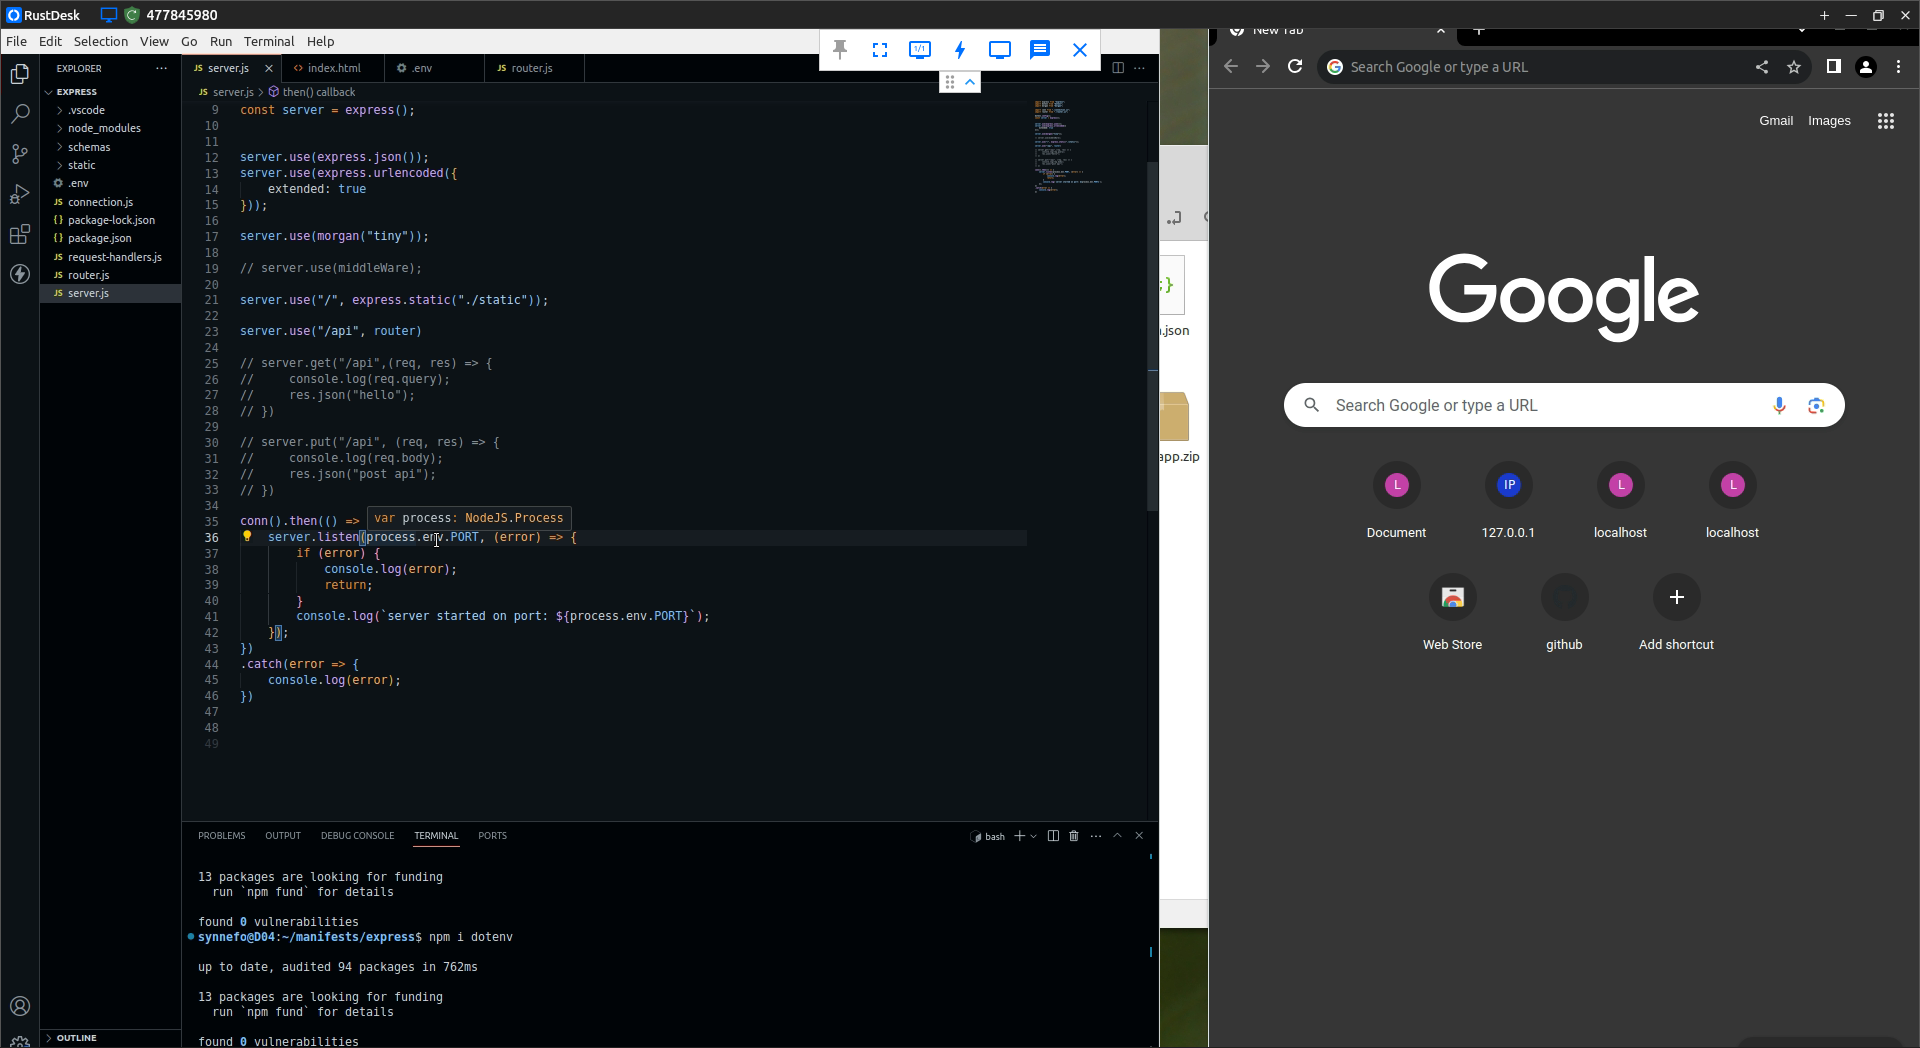 RustDesk
477845980
File Edit Selection View Go Run Terminal Help
1/1
EXPLORER
EXPRESS
.vscode
node_modules
schemas
static
.env
JS connection.js
{} package-lock.json
{} package.json
JS request-handlers.js
JS router.js
JS server.js
OUTLINE
JS server.js
<> index.html
.env
JS router.js
JS server.js > then() callback
9 const server = express();
10
11
12 server.use(express.json());
13 server.use(express.urlencoded({
14 extended: true
15 }));
16
17 server.use(morgan("tiny"));
18
19 // server.use(middleWare);
20
21 server.use("/", express.static("./static"));
22
23 server.use("/api", router)
24
25 // server.get("/api",(req, res) => {
26 //     console.log(req.query);
27 //     res.json("hello");
28 // })
29
30 // server.put("/api", (req, res) => {
31 //     console.log(req.body);
32 //     res.json("post api");
33 // })
34
var process: NodeJS.Process
35 conn().then(() =>
36 server.listen(process.env.PORT, (error) => {
37 if (error) {
38 console.log(error);
39 return;
40 }
41 console.log(`server started on port: ${process.env.PORT}`);
42 });
43 })
44 .catch(error => {
45 console.log(error);
46 })
47
48
49
PROBLEMS OUTPUT DEBUG CONSOLE TERMINAL PORTS
bash
13 packages are looking for funding
run `npm fund` for details
found 0 vulnerabilities
synnefo@D04:~/manifests/express$ npm i dotenv
up to date, audited 94 packages in 762ms
13 packages are looking for funding
run `npm fund` for details
found 0 vulnerabilities
;}
.json
app.zip
New Tab
Search Google or type a URL
Gmail Images
Google
Search Google or type a URL
L
IP
L
L
Document
127.0.0.1
localhost
localhost
Web Store
github
Add shortcut